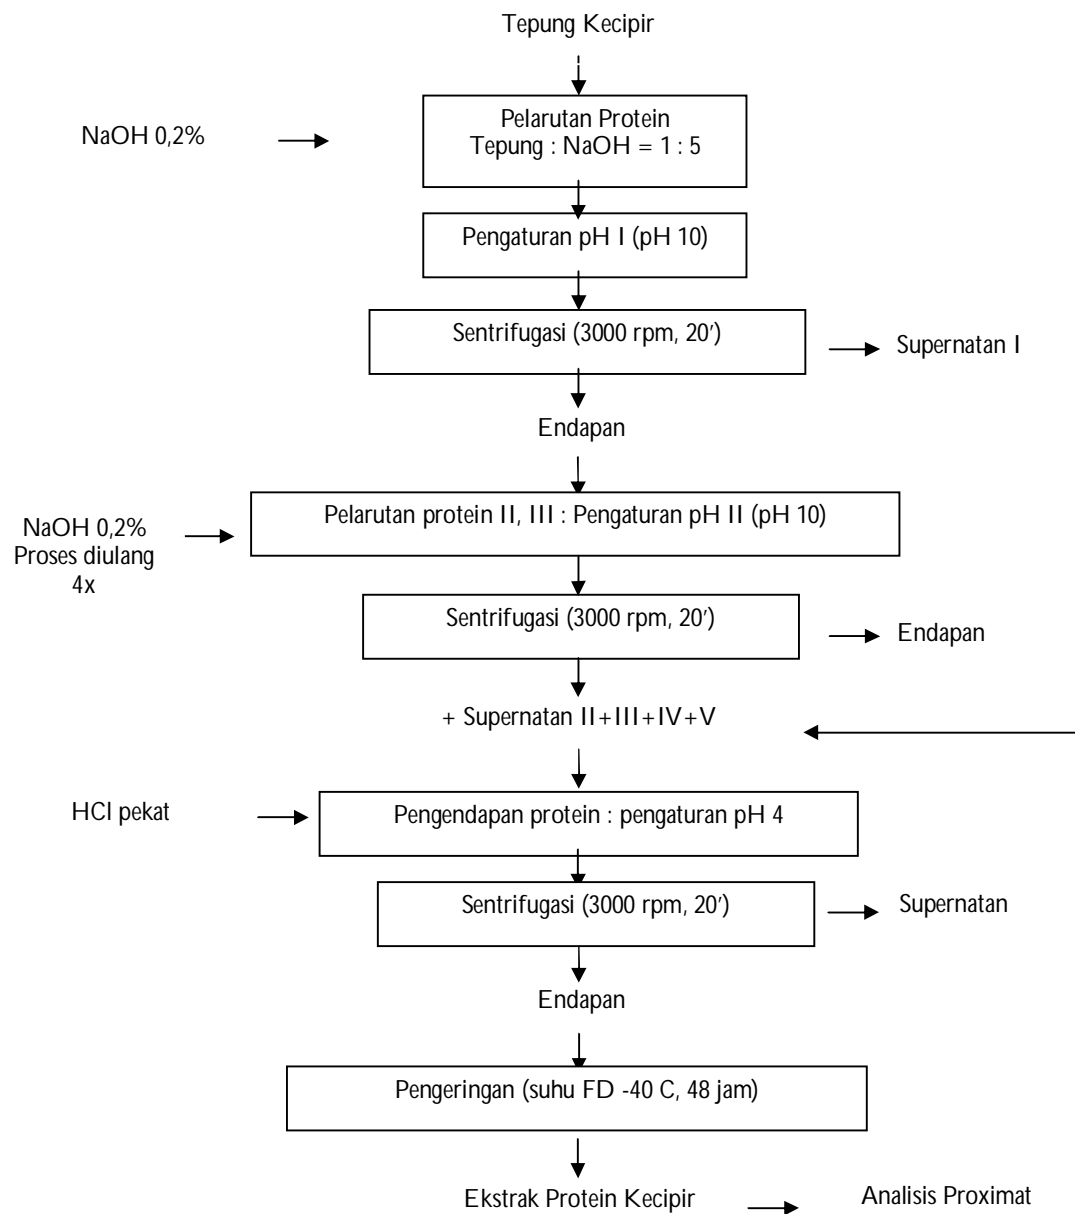 Tepung Kecipir
NaOH 0,2%
Pelarutan Protein
Tepung : NaOH = 1 : 5
Pengaturan pH I (pH 10)
Sentrifugasi (3000 rpm, 20’)
Supernatan I
Endapan
NaOH 0,2%
Proses diulang
4x
Pelarutan protein II, III : Pengaturan pH II (pH 10)
Sentrifugasi (3000 rpm, 20’)
Endapan
+ Supernatan II+III+IV+V
HCl pekat
Pengendapan protein : pengaturan pH 4
Sentrifugasi (3000 rpm, 20’)
Supernatan
Endapan
Pengeringan (suhu FD -40 C, 48 jam)
Ekstrak Protein Kecipir
Analisis Proximat